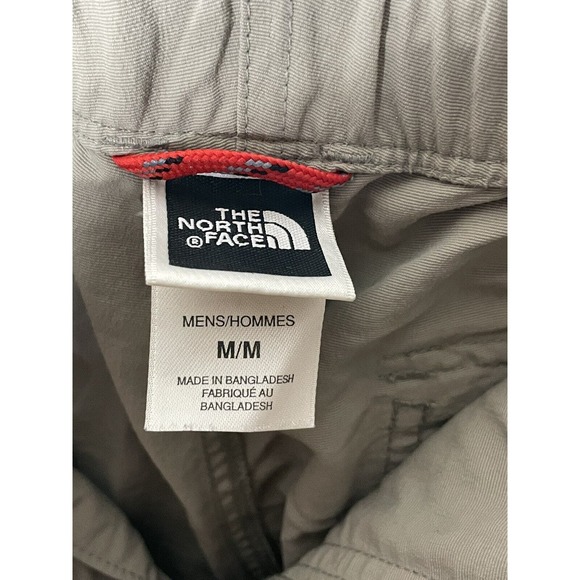 THE
NORTH
® FACE
MENS/HOMMES
M/M
MADE IN BANGLADESH
FABRIQUÉ AU
BANGLADESH